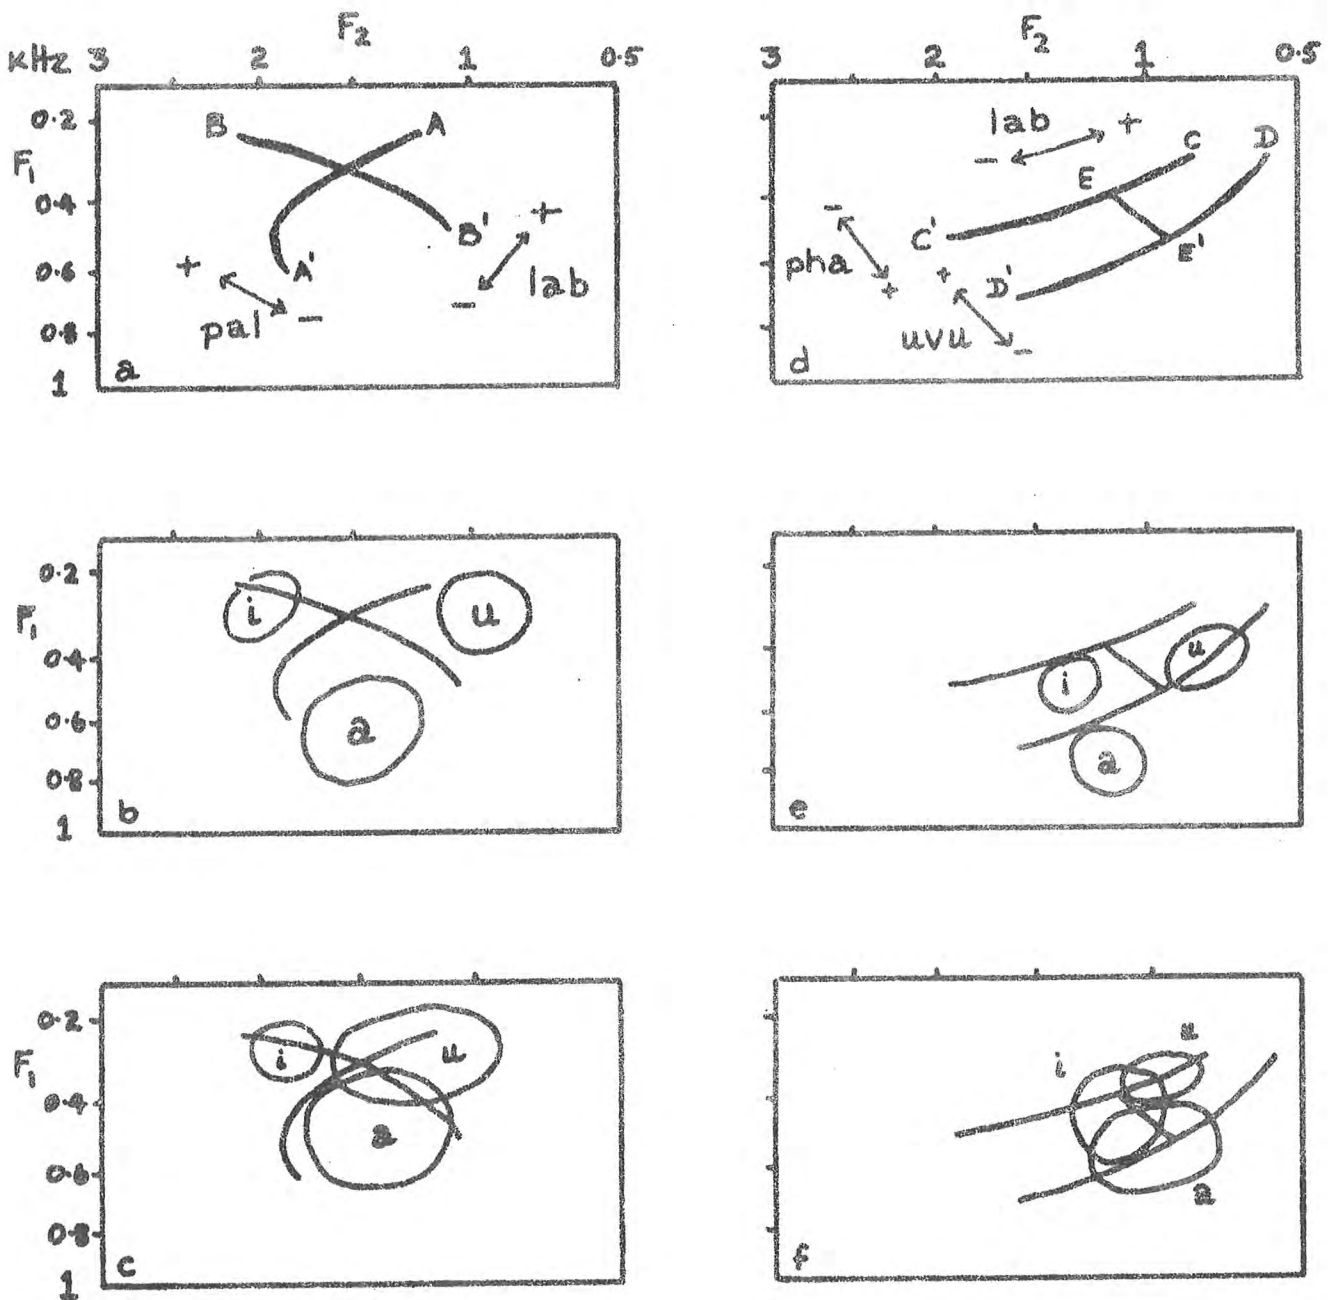 F₂
kHz 3 2 1 0.5
0.2
F₁
0.4
0.6
0.8
1
B A
B'
A'
+
lab
−
+
pal −
a
F₂
3 2 1 0.5
lab +
−
C D
E
C'
E'
D'
−
pha
+
+
uvu
−
d
0.2
F₁
0.4
0.6
0.8
1
i u
a
b
i u
a
e
0.2
F₁
0.4
0.6
0.8
1
i u
a
c
i u
a
f